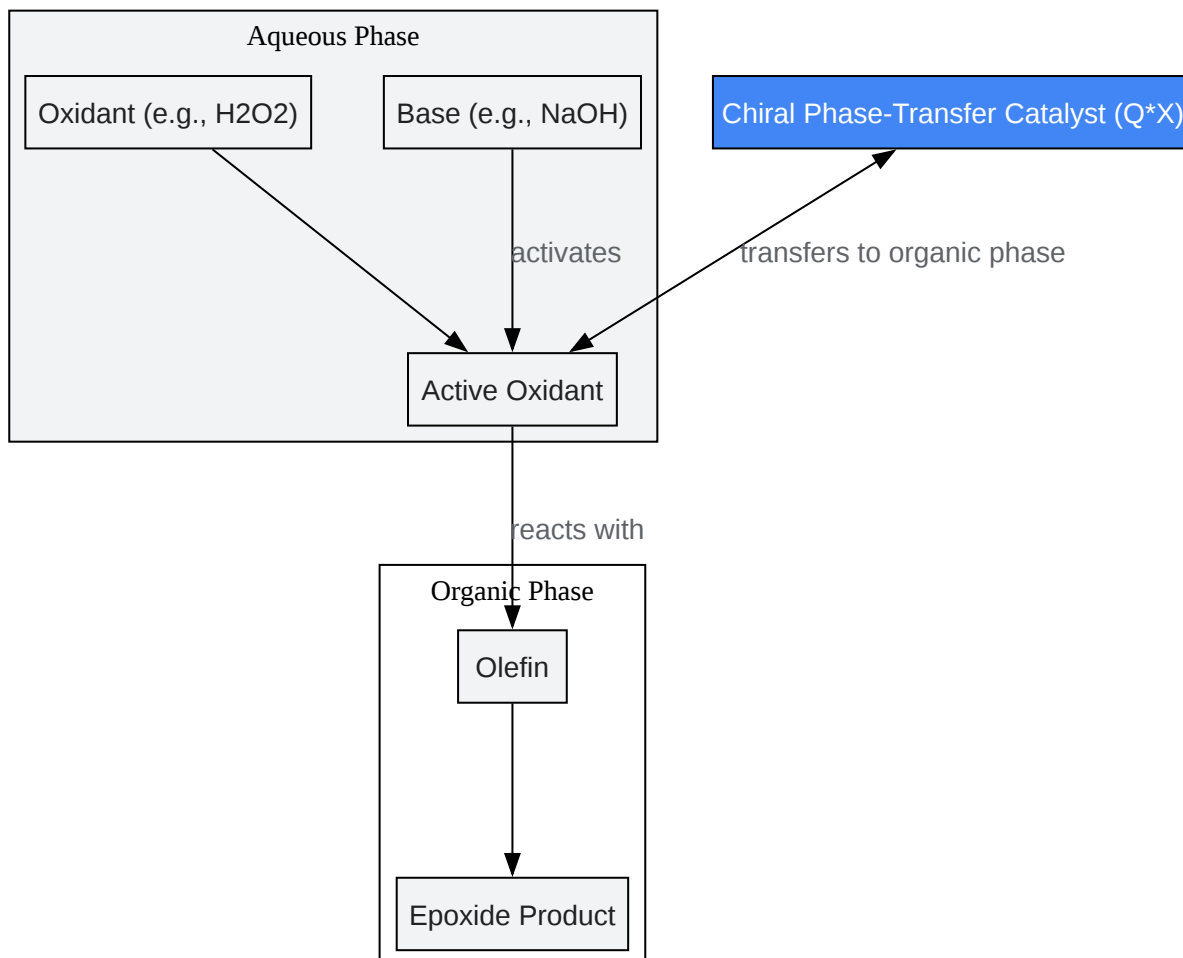 Aqueous Phase
Oxidant (e.g., H2O2)
Base (e.g., NaOH)
Chiral Phase-Transfer Catalyst (Q*X)
activates
transfers to organic phase
Active Oxidant
reacts with
Organic Phase
Olefin
Epoxide Product